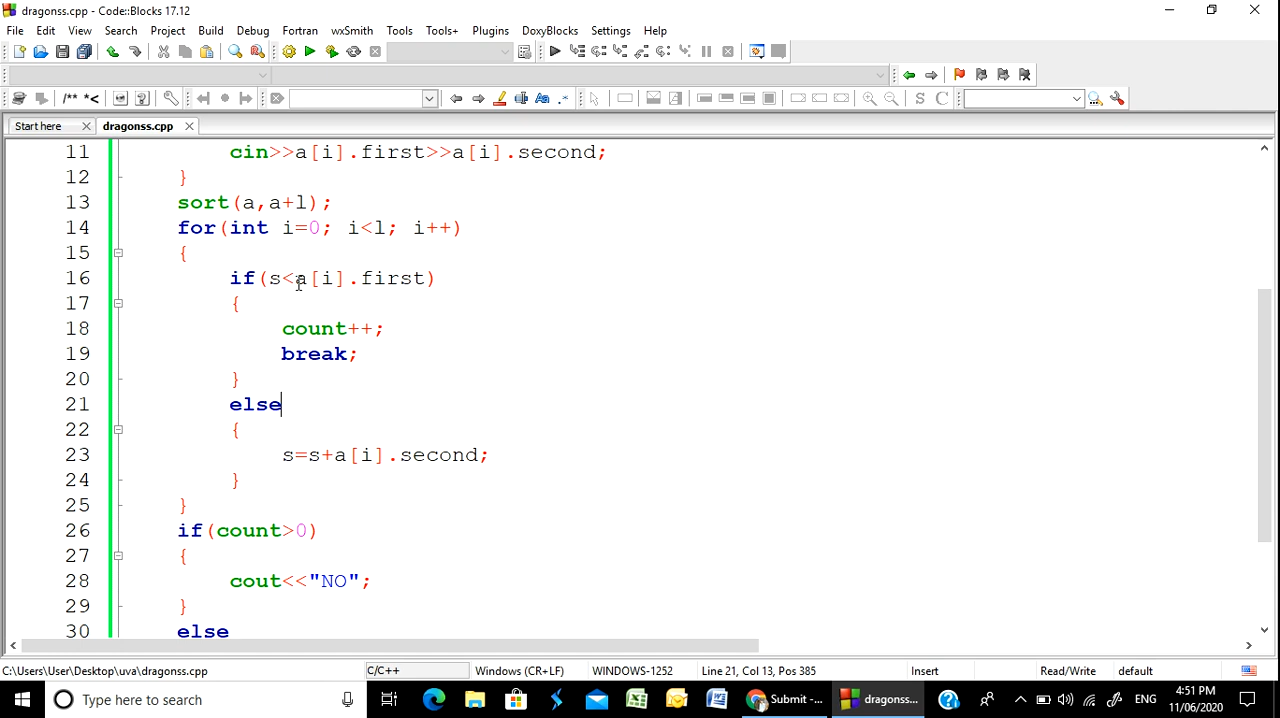 dragonss.cpp - Code::Blocks 17.12
File Edit View Search Project Build Debug Fortran wxSmith Tools Tools+ Plugins DoxyBlocks Settings Help
/** *<
S C
Start here dragonss.cpp
11 cin>>a[i].first>>a[i].second;
12 }
13 sort(a,a+l);
14 for(int i=0; i<l; i++)
15 {
16 if(s<a[i].first)
17 {
18 count++;
19 break;
20 }
21 else
22 {
23 s=s+a[i].second;
24 }
25 }
26 if(count>0)
27 {
28 cout<<"NO";
29 }
30 else
C:\Users\User\Desktop\uva\dragonss.cpp C/C++ Windows (CR+LF) WINDOWS-1252 Line 21, Col 13, Pos 385 Insert Read/Write default
Type here to search Submit -... dragonss... ENG 4:51 PM
11/06/2020